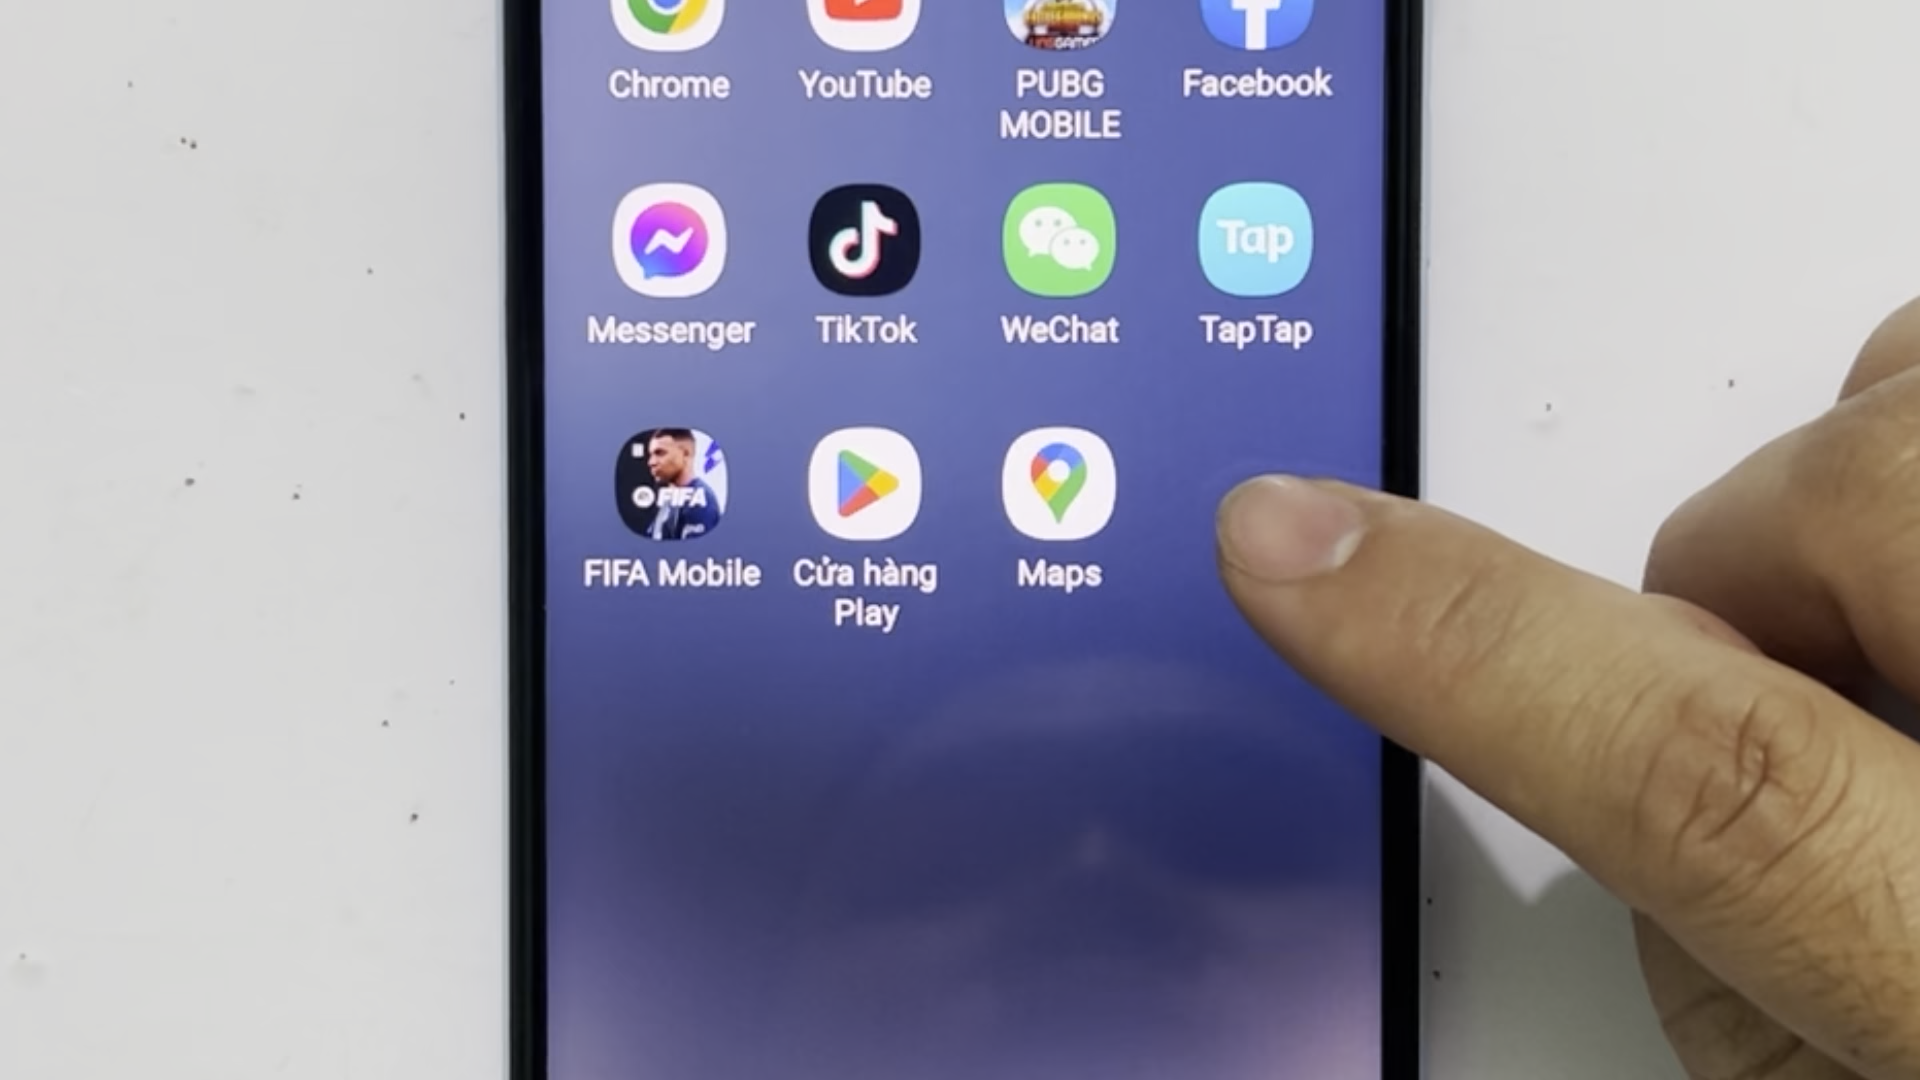 Chrome
YouTube
PUBG
MOBILE
Facebook
Tap
Messenger
TikTok
WeChat
TapTap
FIFA
FIFA Mobile
Cửa hàng
Play
Maps